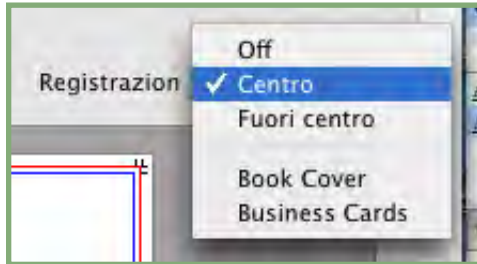 Off
Registrazion ✓ Centro
Fuori centro
Book Cover
Business Cards